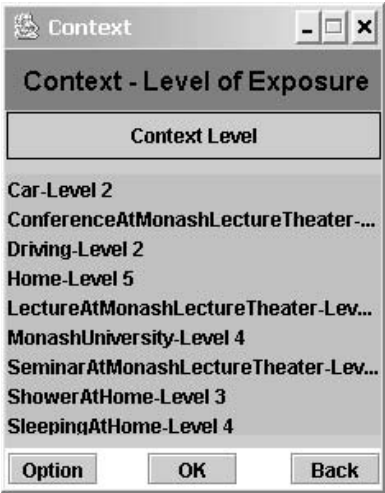 Context
Context - Level of Exposure
Context Level
Car-Level 2
ConferenceAtMonashLectureTheater-...
Driving-Level 2
Home-Level 5
LectureAtMonashLectureTheater-Lev...
MonashUniversity-Level 4
SeminarAtMonashLectureTheater-Lev...
ShowerAtHome-Level 3
SleepingAtHome-Level 4
Option OK Back